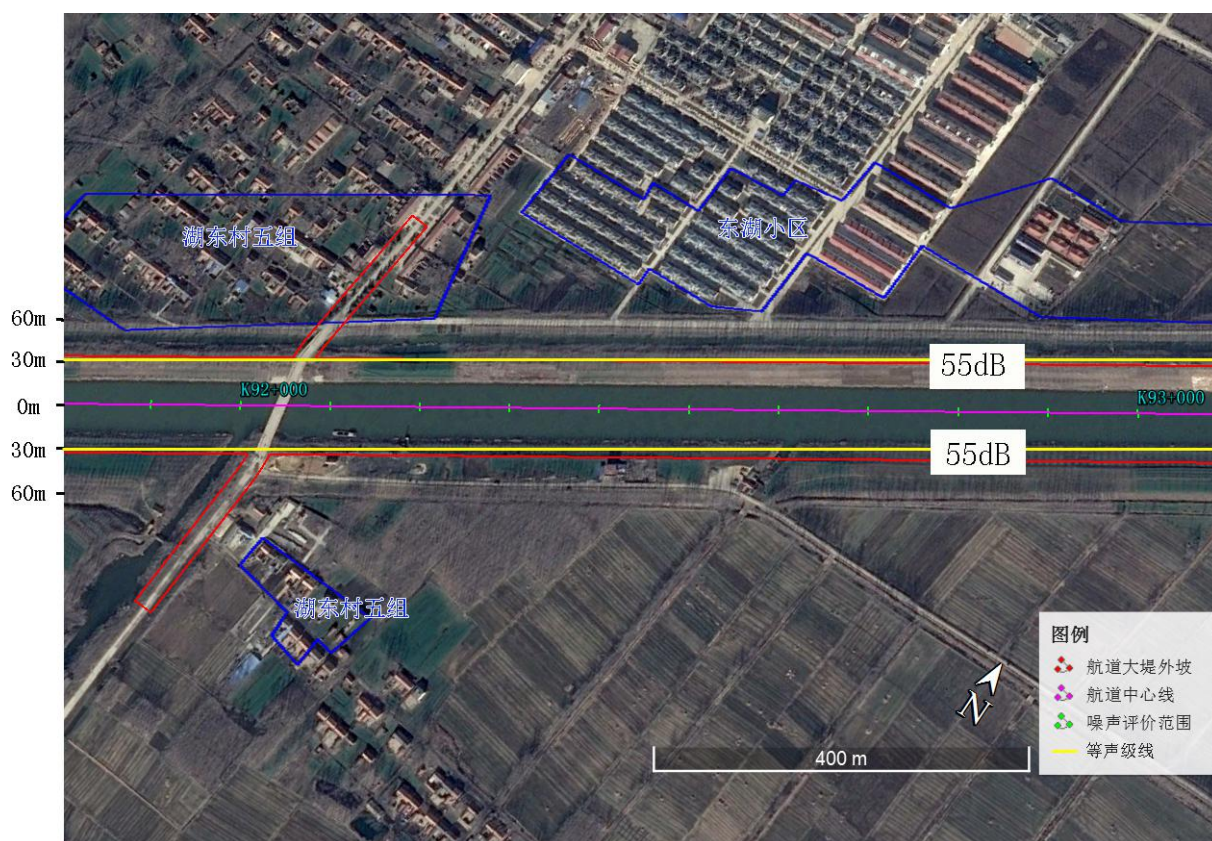 湖东村五组
东湖小区
60m
30m
55dB
K92+000
0m
K93+000
30m
55dB
60m
湖东村五组
图例
航道大堤外坡
航道中心线
噪声评价范围
等声级线
N
400 m